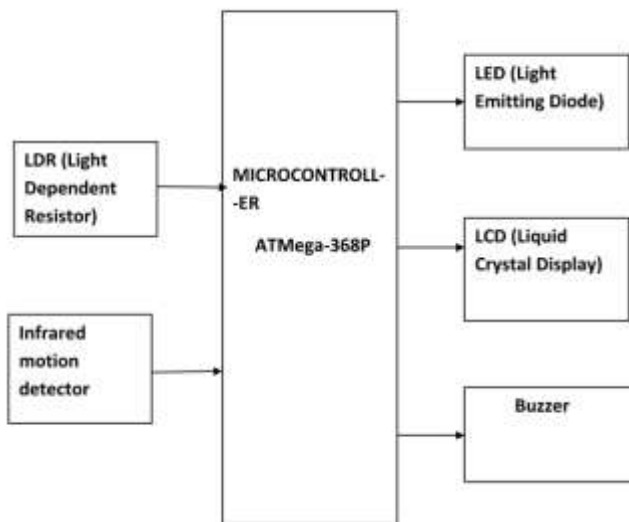 LDR (Light
Dependent
Resistor)
Infrared
motion
detector
MICROCONTROLL-
-ER
ATMega-368P
LED (Light
Emitting Diode)
LCD (Liquid
Crystal Display)
Buzzer